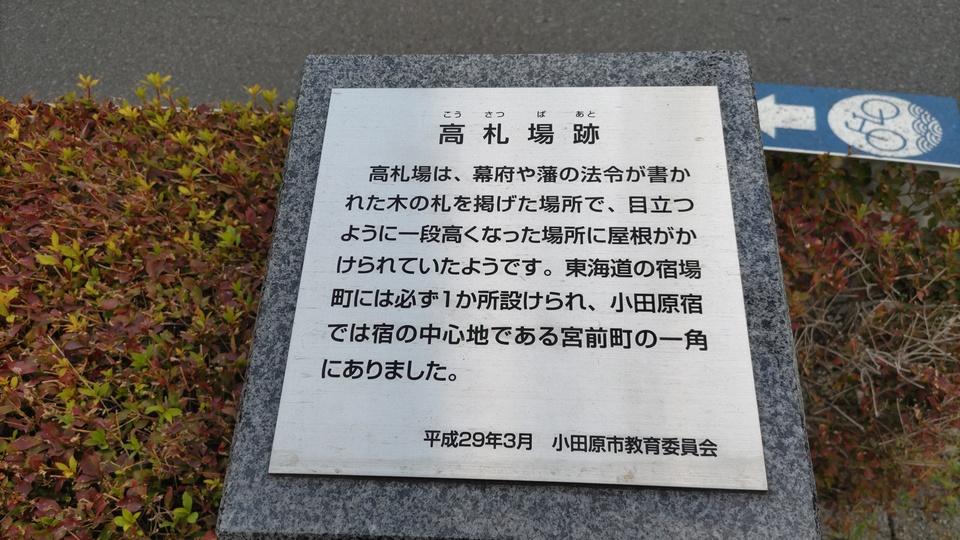 こう さつ ば あと
高札場跡
高札場は、幕府や藩の法令が書か
れた木の札を掲げた場所で、目立つ
ように一段高くなった場所に屋根がか
けられていたようです。東海道の宿場
町には必ず1か所設けられ、小田原宿
では宿の中心地である宮前町の一角
にありました。
平成29年3月　小田原市教育委員会